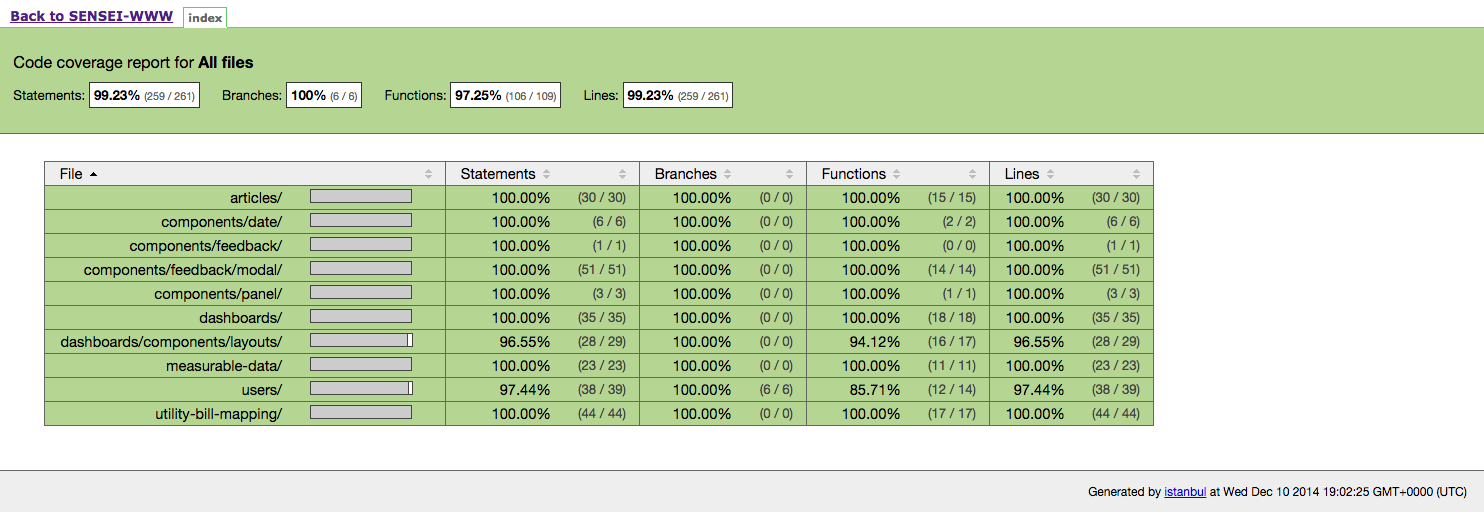 Back to SENSEI-WWW index
Code coverage report for All files
Statements: 99.23% (259 / 261) Branches: 100% (6 / 6) Functions: 97.25% (106 / 109) Lines: 99.23% (259 / 261)
File Statements Branches Functions Lines
articles/ 100.00% (30 / 30) 100.00% (0 / 0) 100.00% (15 / 15) 100.00% (30 / 30)
components/date/ 100.00% (6 / 6) 100.00% (0 / 0) 100.00% (2 / 2) 100.00% (6 / 6)
components/feedback/ 100.00% (1 / 1) 100.00% (0 / 0) 100.00% (0 / 0) 100.00% (1 / 1)
components/feedback/modal/ 100.00% (51 / 51) 100.00% (0 / 0) 100.00% (14 / 14) 100.00% (51 / 51)
components/panel/ 100.00% (3 / 3) 100.00% (0 / 0) 100.00% (1 / 1) 100.00% (3 / 3)
dashboards/ 100.00% (35 / 35) 100.00% (0 / 0) 100.00% (18 / 18) 100.00% (35 / 35)
dashboards/components/layouts/ 96.55% (28 / 29) 100.00% (0 / 0) 94.12% (16 / 17) 96.55% (28 / 29)
measurable-data/ 100.00% (23 / 23) 100.00% (0 / 0) 100.00% (11 / 11) 100.00% (23 / 23)
users/ 97.44% (38 / 39) 100.00% (6 / 6) 85.71% (12 / 14) 97.44% (38 / 39)
utility-bill-mapping/ 100.00% (44 / 44) 100.00% (0 / 0) 100.00% (17 / 17) 100.00% (44 / 44)
Generated by istanbul at Wed Dec 10 2014 19:02:25 GMT+0000 (UTC)